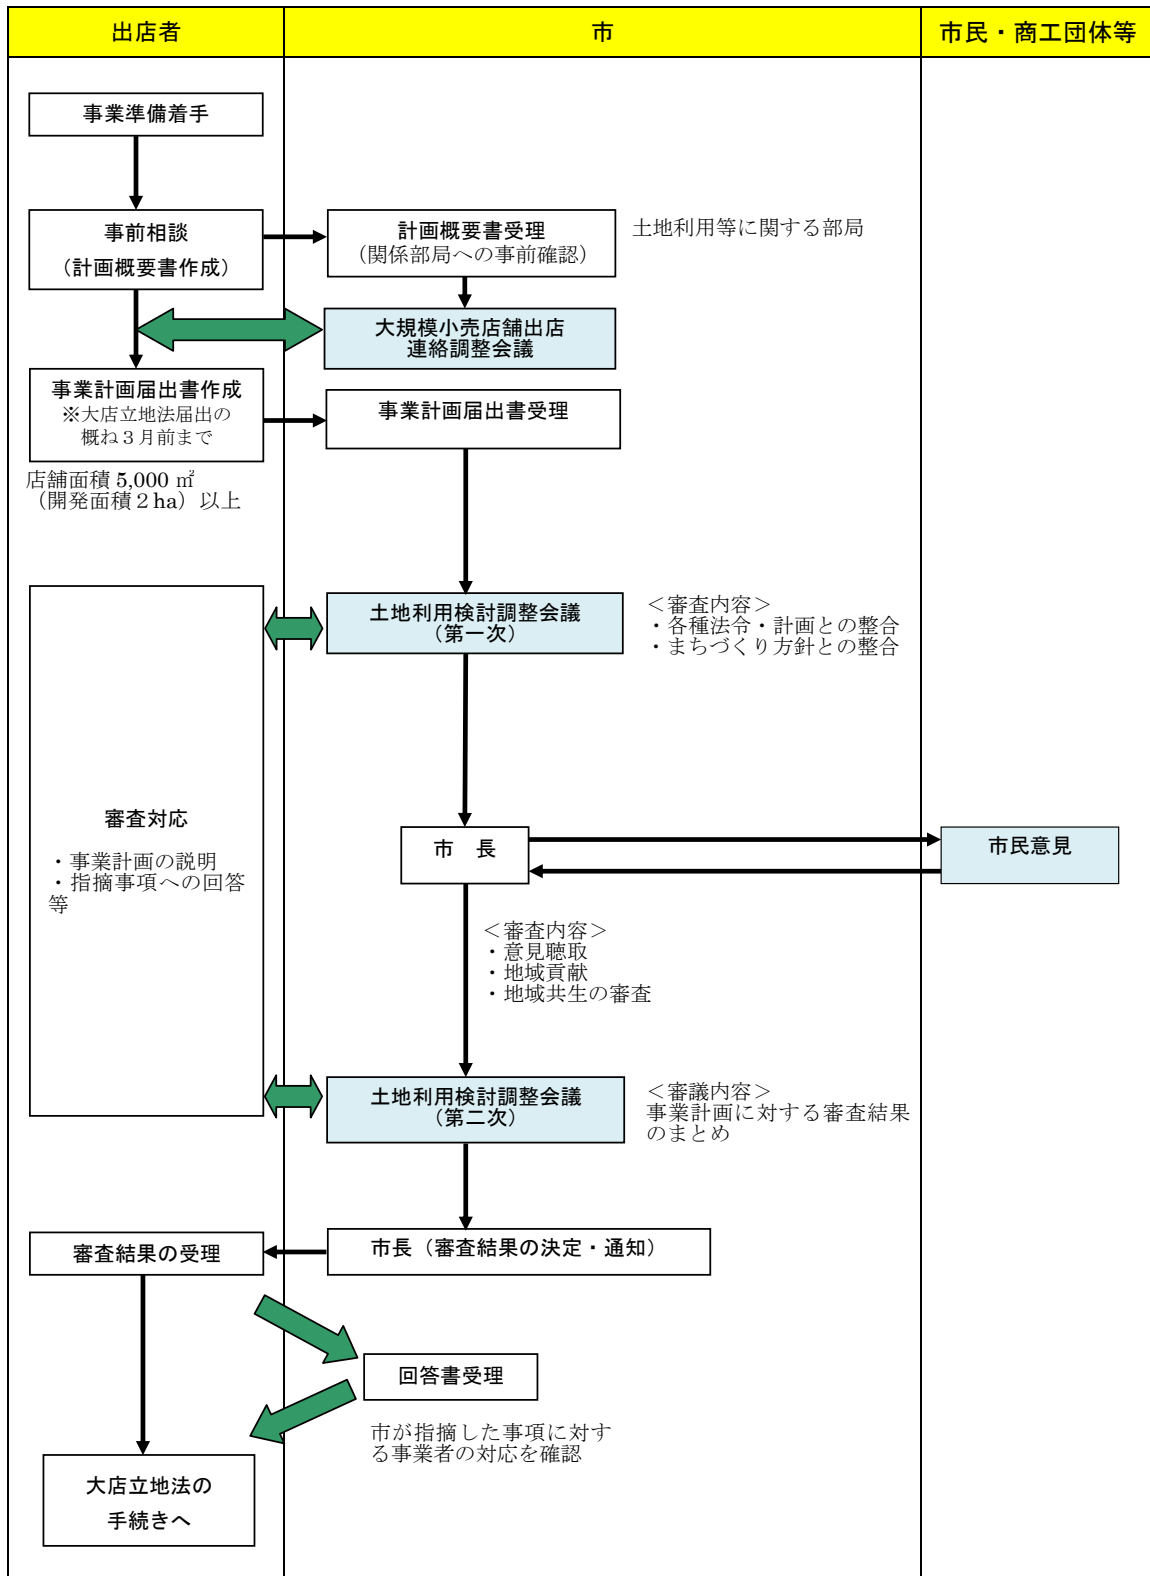 出店者
市
市民・商工団体等
事業準備着手
事前相談
（計画概要書作成）
計画概要書受理
（関係部局への事前確認）
土地利用等に関する部局
大規模小売店舗出店
連絡調整会議
事業計画届出書作成
※大店立地法届出の
概ね３月前まで
事業計画届出書受理
店舗面積 5,000 ㎡
（開発面積２ha）以上
土地利用検討調整会議
（第一次）
＜審査内容＞
・各種法令・計画との整合
・まちづくり方針との整合
審査対応
・事業計画の説明
・指摘事項への回答
等
市　長
市民意見
＜審査内容＞
・意見聴取
・地域貢献
・地域共生の審査
土地利用検討調整会議
（第二次）
＜審議内容＞
事業計画に対する審査結果
のまとめ
審査結果の受理
市長（審査結果の決定・通知）
回答書受理
市が指摘した事項に対す
る事業者の対応を確認
大店立地法の
手続きへ